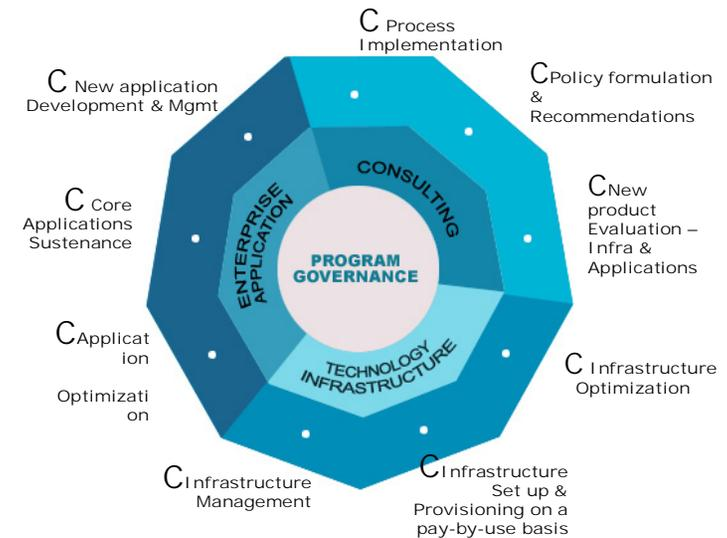 C Process
Implementation
C New application
Development & Mgmt
CPolicy formulation
&
Recommendations
C Core
Applications
Sustenance
CNew
product
Evaluation –
Infra &
Applications
CONSULTING
ENTERPRISE
APPLICATION
PROGRAM
GOVERNANCE
TECHNOLOGY
INFRASTRUCTURE
CApplicat
ion
Optimizati
on
C Infrastructure
Optimization
CInfrastructure
Management
CInfrastructure
Set up &
Provisioning on a
pay-by-use basis